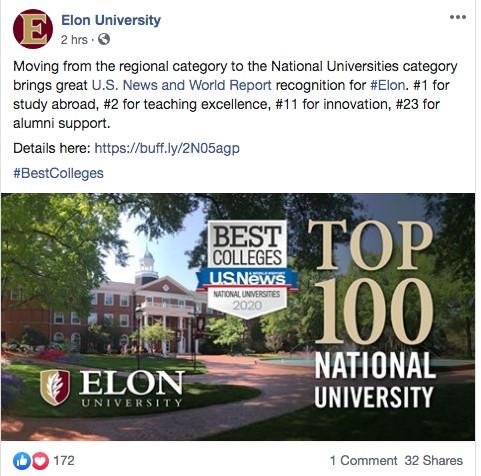 E
Elon University
2 hrs ·
Moving from the regional category to the National Universities category
brings great U.S. News and World Report recognition for #Elon. #1 for
study abroad, #2 for teaching excellence, #11 for innovation, #23 for
alumni support.
Details here: https://buff.ly/2N05agp
#BestColleges
BEST
COLLEGES
U.S.News
NATIONAL UNIVERSITIES
2020
TOP
100
NATIONAL
UNIVERSITY
ELON
UNIVERSITY
172
1 Comment 32 Shares